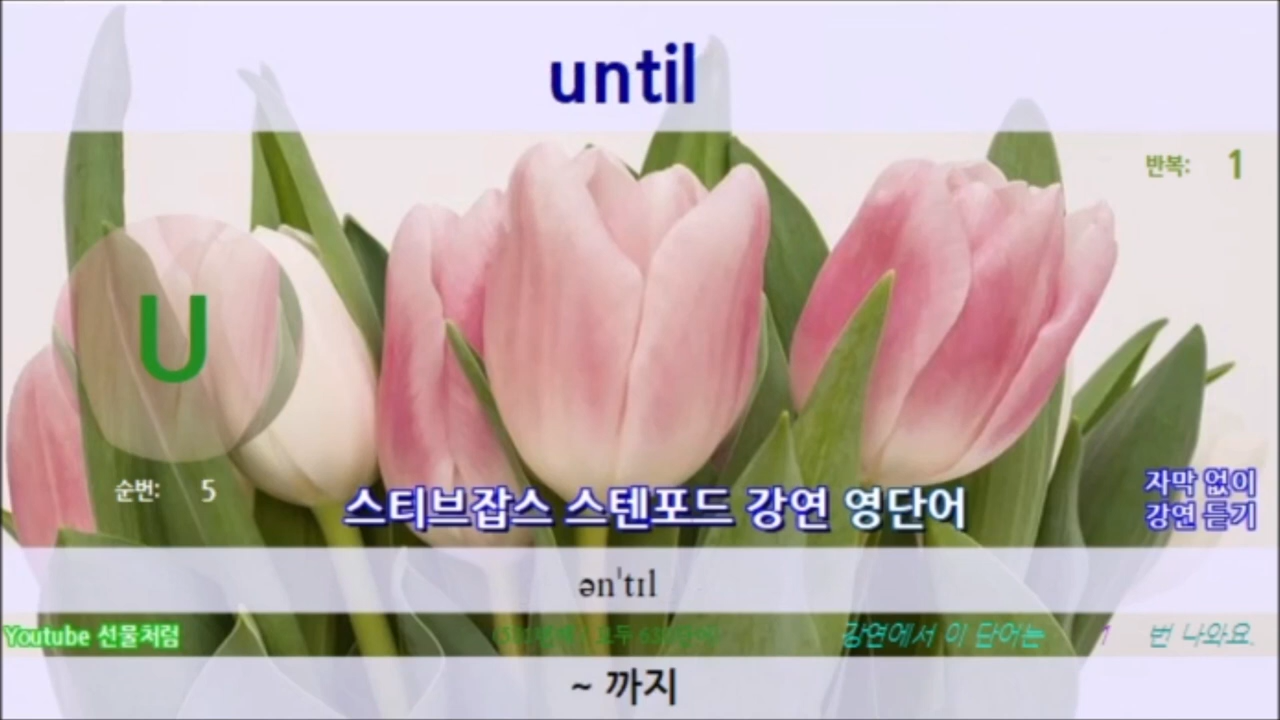 until
반복: 1
U
순번: 5
스티브잡스 스텐포드 강연 영단어
자막 없이
강연 듣기
ən'tɪl
Youtube 선물처럼
강연에서 이 단어는 1 번 나와요.
~ 까지